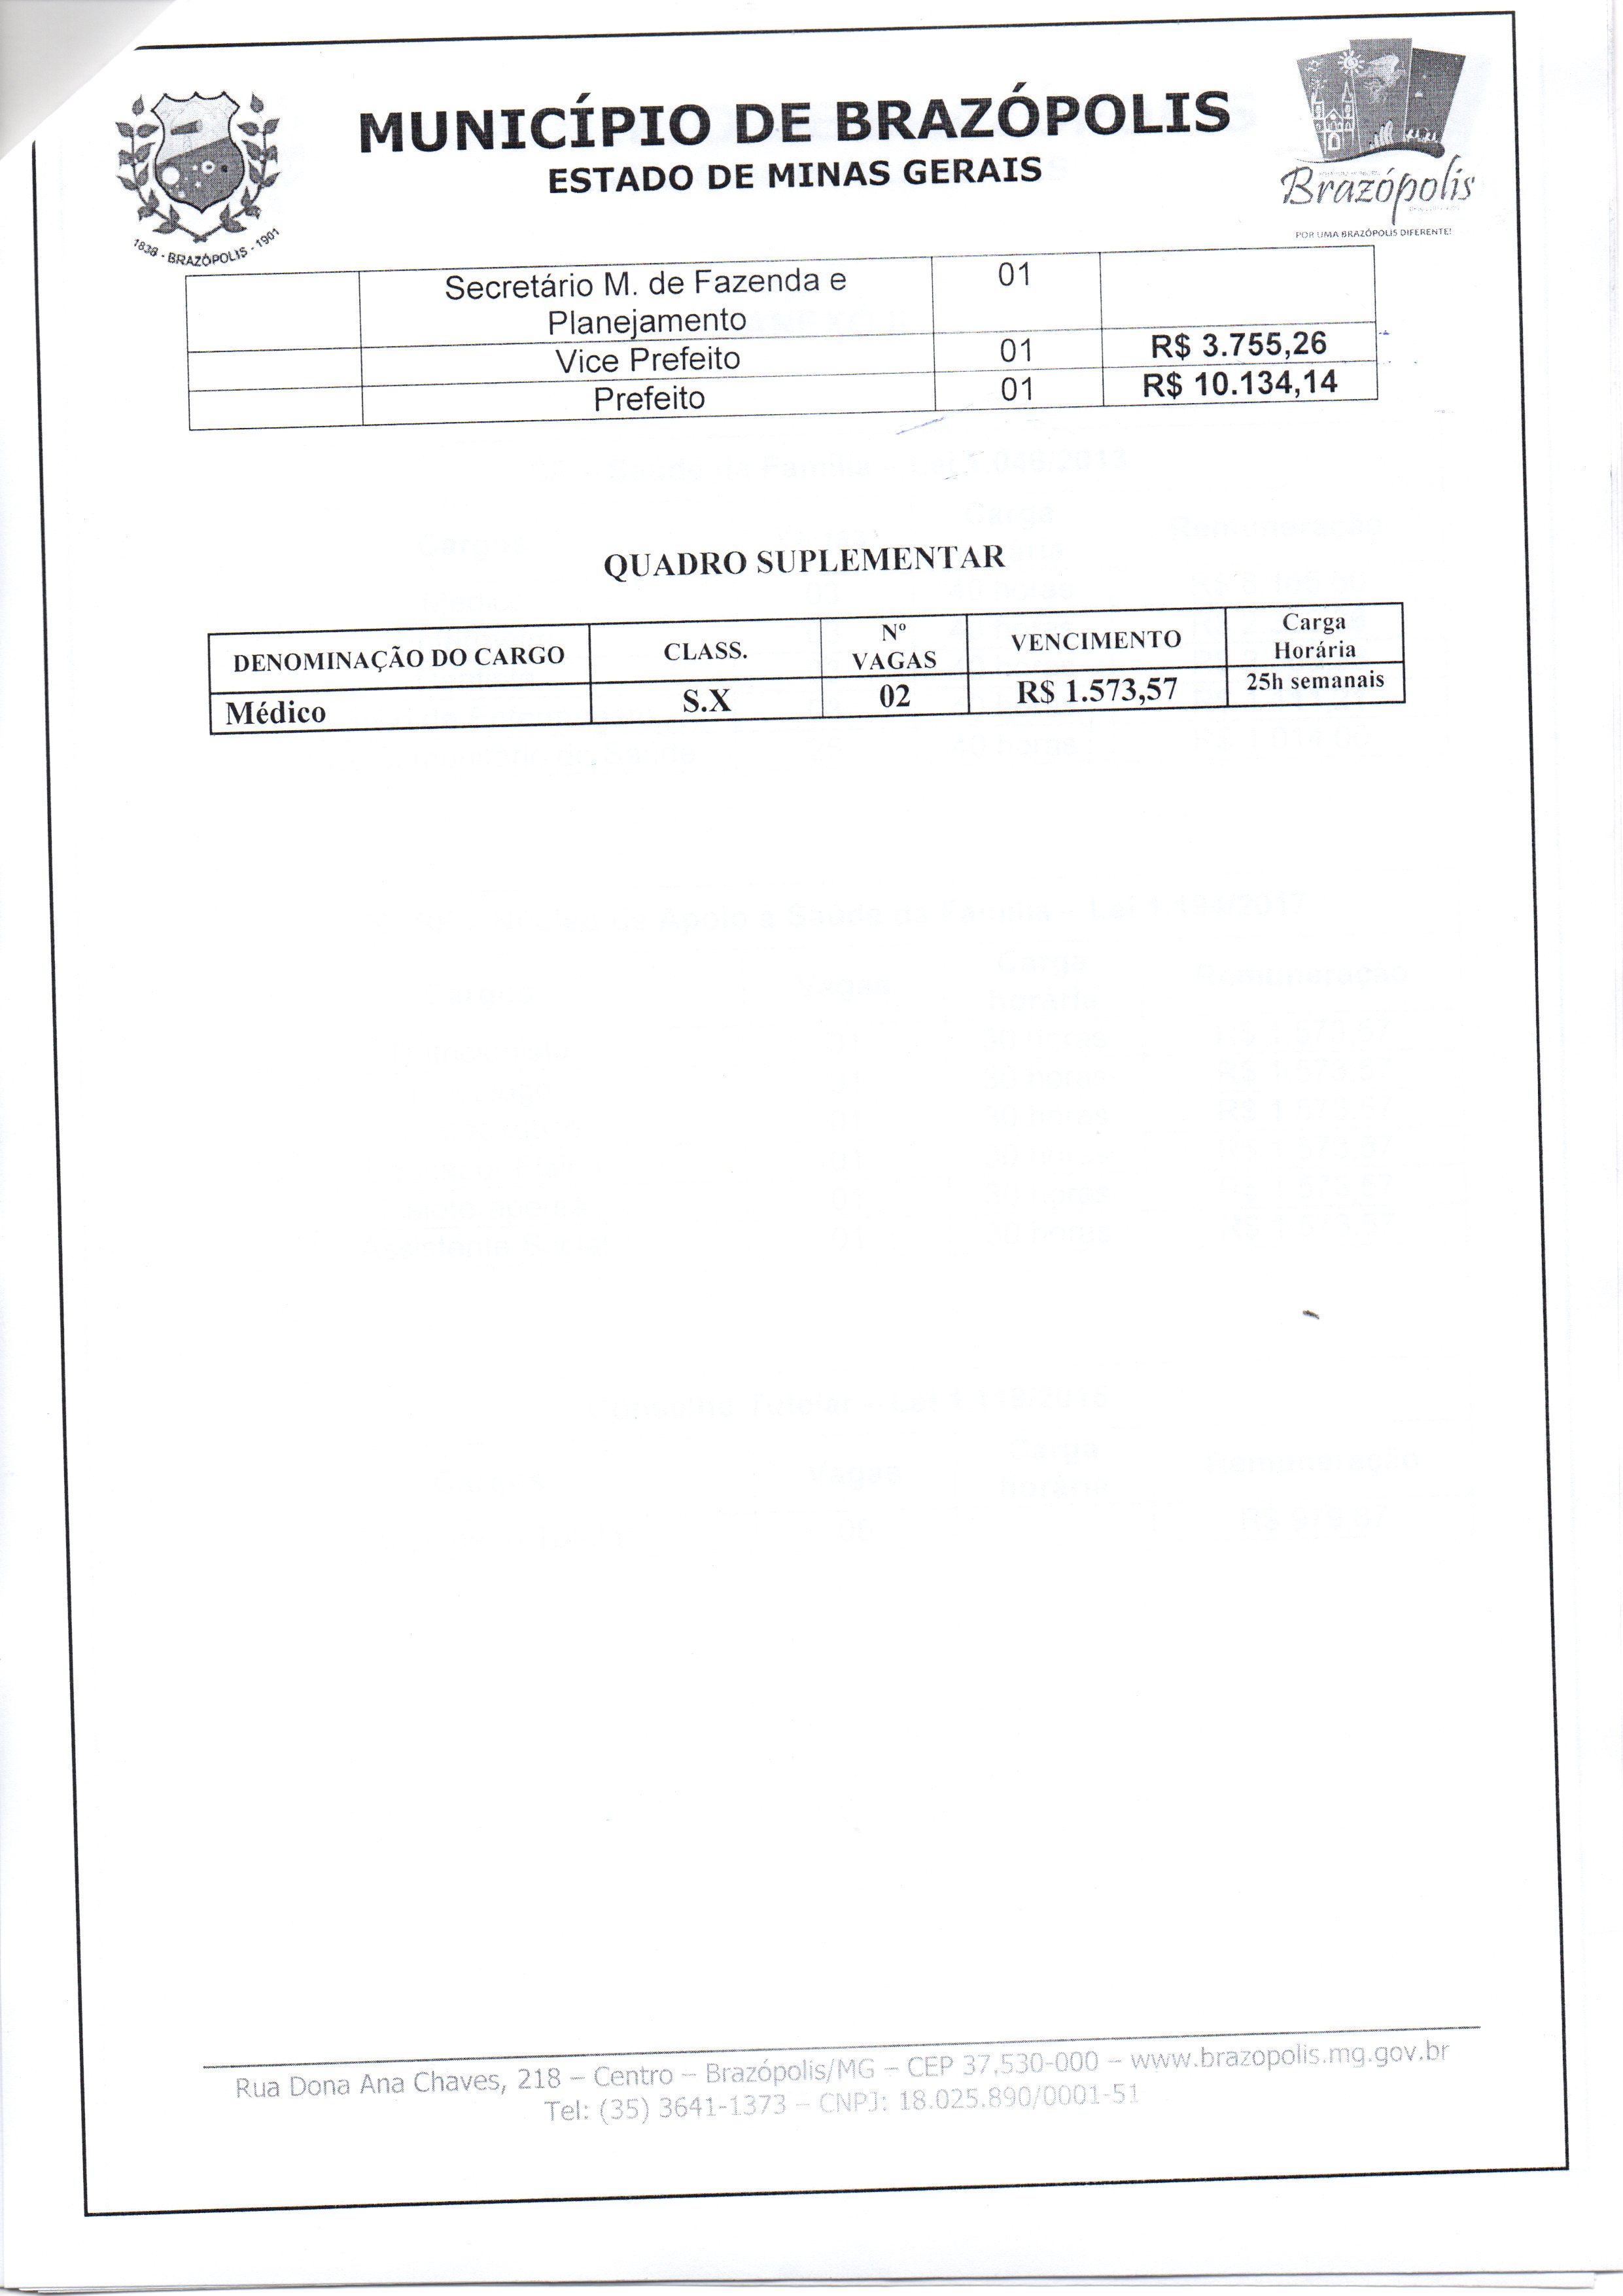 MUNICÍPIO DE BRAZÓPOLIS
ESTADO DE MINAS GERAIS
1838 - BRAZÓPOLIS - 1901
Brazópolis
POR UMA BRAZÓPOLIS DIFERENTE!
Secretário M. de Fazenda e 01
Planejamento
Vice Prefeito 01 R$ 3.755,26
Prefeito 01 R$ 10.134,14
QUADRO SUPLEMENTAR
DENOMINAÇÃO DO CARGO CLASS. Nº VAGAS VENCIMENTO Carga Horária
Médico S.X 02 R$ 1.573,57 25h semanais
Rua Dona Ana Chaves, 218 – Centro – Brazópolis/MG – CEP 37.530-000 – www.brazopolis.mg.gov.br
Tel: (35) 3641-1373 – CNPJ: 18.025.890/0001-51